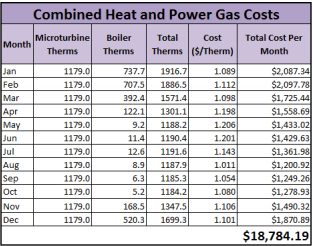 Combined Heat and Power Gas Costs
Month Microturbine Therms Boiler Therms Total Therms Cost ($/Therm) Total Cost Per Month
Jan 1179.0 737.7 1916.7 1.089 $2,087.34
Feb 1179.0 707.5 1886.5 1.112 $2,097.78
Mar 1179.0 392.4 1571.4 1.098 $1,725.44
Apr 1179.0 122.1 1301.1 1.198 $1,558.69
May 1179.0 9.2 1188.2 1.206 $1,433.02
Jun 1179.0 11.4 1190.4 1.201 $1,429.63
Jul 1179.0 12.6 1191.6 1.143 $1,361.98
Aug 1179.0 8.9 1187.9 1.011 $1,200.92
Sep 1179.0 6.3 1185.3 1.054 $1,249.26
Oct 1179.0 5.2 1184.2 1.080 $1,278.93
Nov 1179.0 168.5 1347.5 1.106 $1,490.32
Dec 1179.0 520.3 1699.3 1.101 $1,870.89
$18,784.19